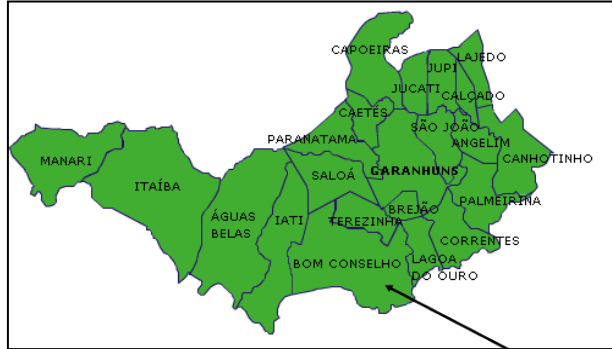 CAPOEIRAS
LAJEDO
JUPI
JUCATI
CALÇADO
CAETÉS
SÃO JOÃO
PARANATAMA
ANGELIM
MANARI
CANHOTINHO
SALOÁ
GARANHUNS
ITAÍBA
PALMEIRINA
BREJÃO
ÁGUAS
BELAS
IATI
TEREZINHA
CORRENTES
BOM CONSELHO
LAGOA
DO OURO